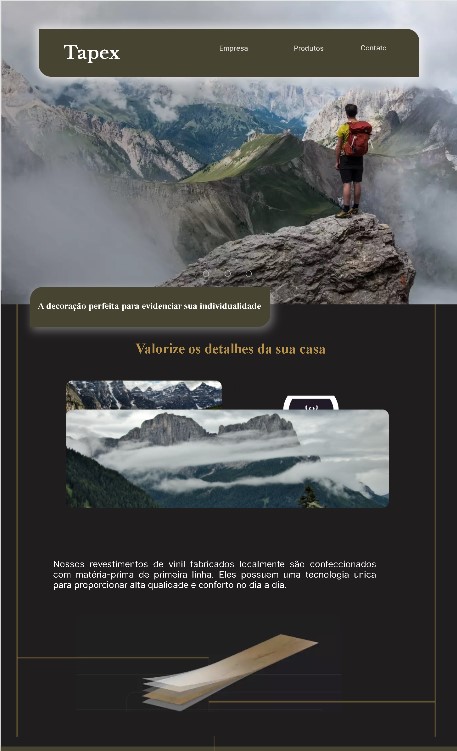 Tapex
Empresa Produtos Contato
A decoração perfeita para evidenciar sua individualidade
Valorize os detalhes da sua casa
Nossos revestimentos de vinil fabricados localmente são confeccionados
com matéria-prima de primeira linha. Eles possuem uma tecnologia única
para proporcionar alta qualidade e conforto no dia a dia.